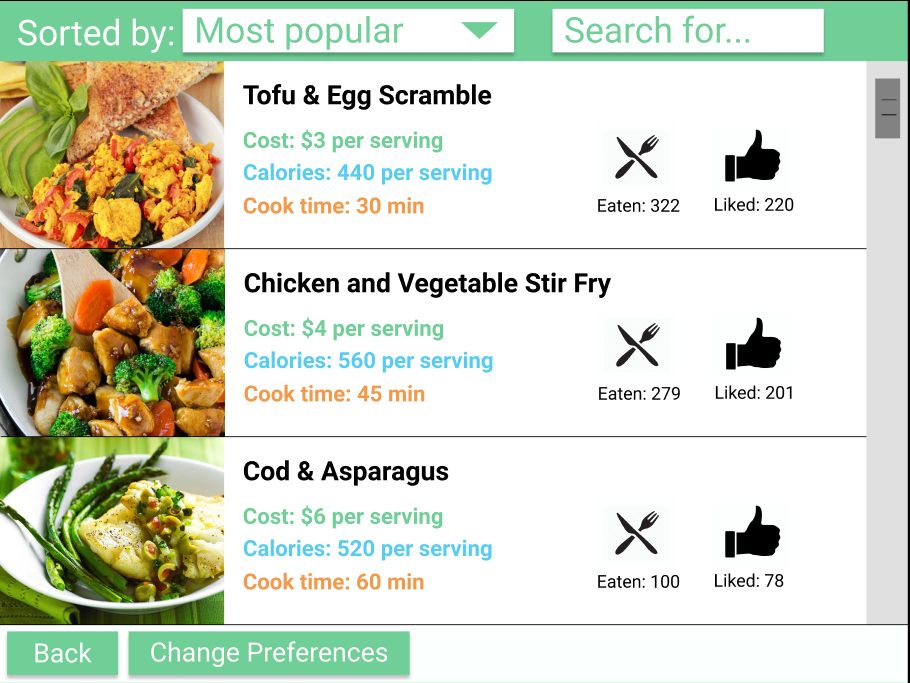 Sorted by: Most popular Search for...
Tofu & Egg Scramble
Cost: $3 per serving
Calories: 440 per serving
Cook time: 30 min
Eaten: 322 Liked: 220
Chicken and Vegetable Stir Fry
Cost: $4 per serving
Calories: 560 per serving
Cook time: 45 min
Eaten: 279 Liked: 201
Cod & Asparagus
Cost: $6 per serving
Calories: 520 per serving
Cook time: 60 min
Eaten: 100 Liked: 78
Back Change Preferences